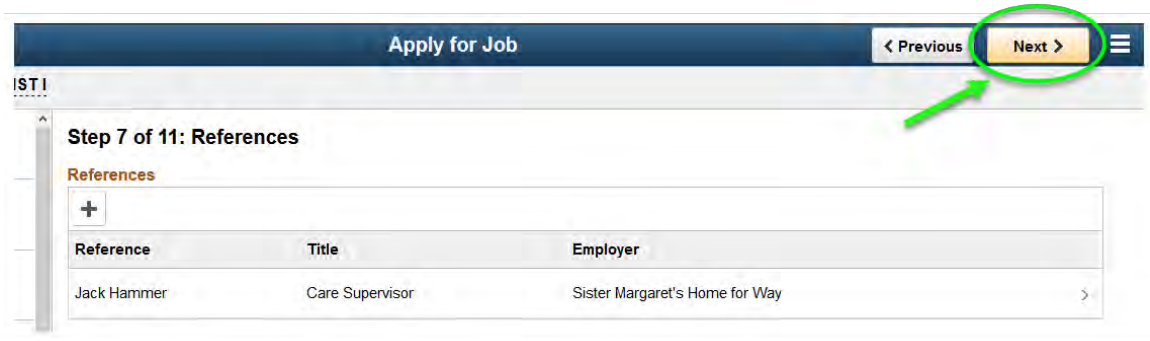 Apply for Job
Previous
Next
IST I
Step 7 of 11: References
References
+
Reference Title Employer
Jack Hammer Care Supervisor Sister Margaret's Home for Way